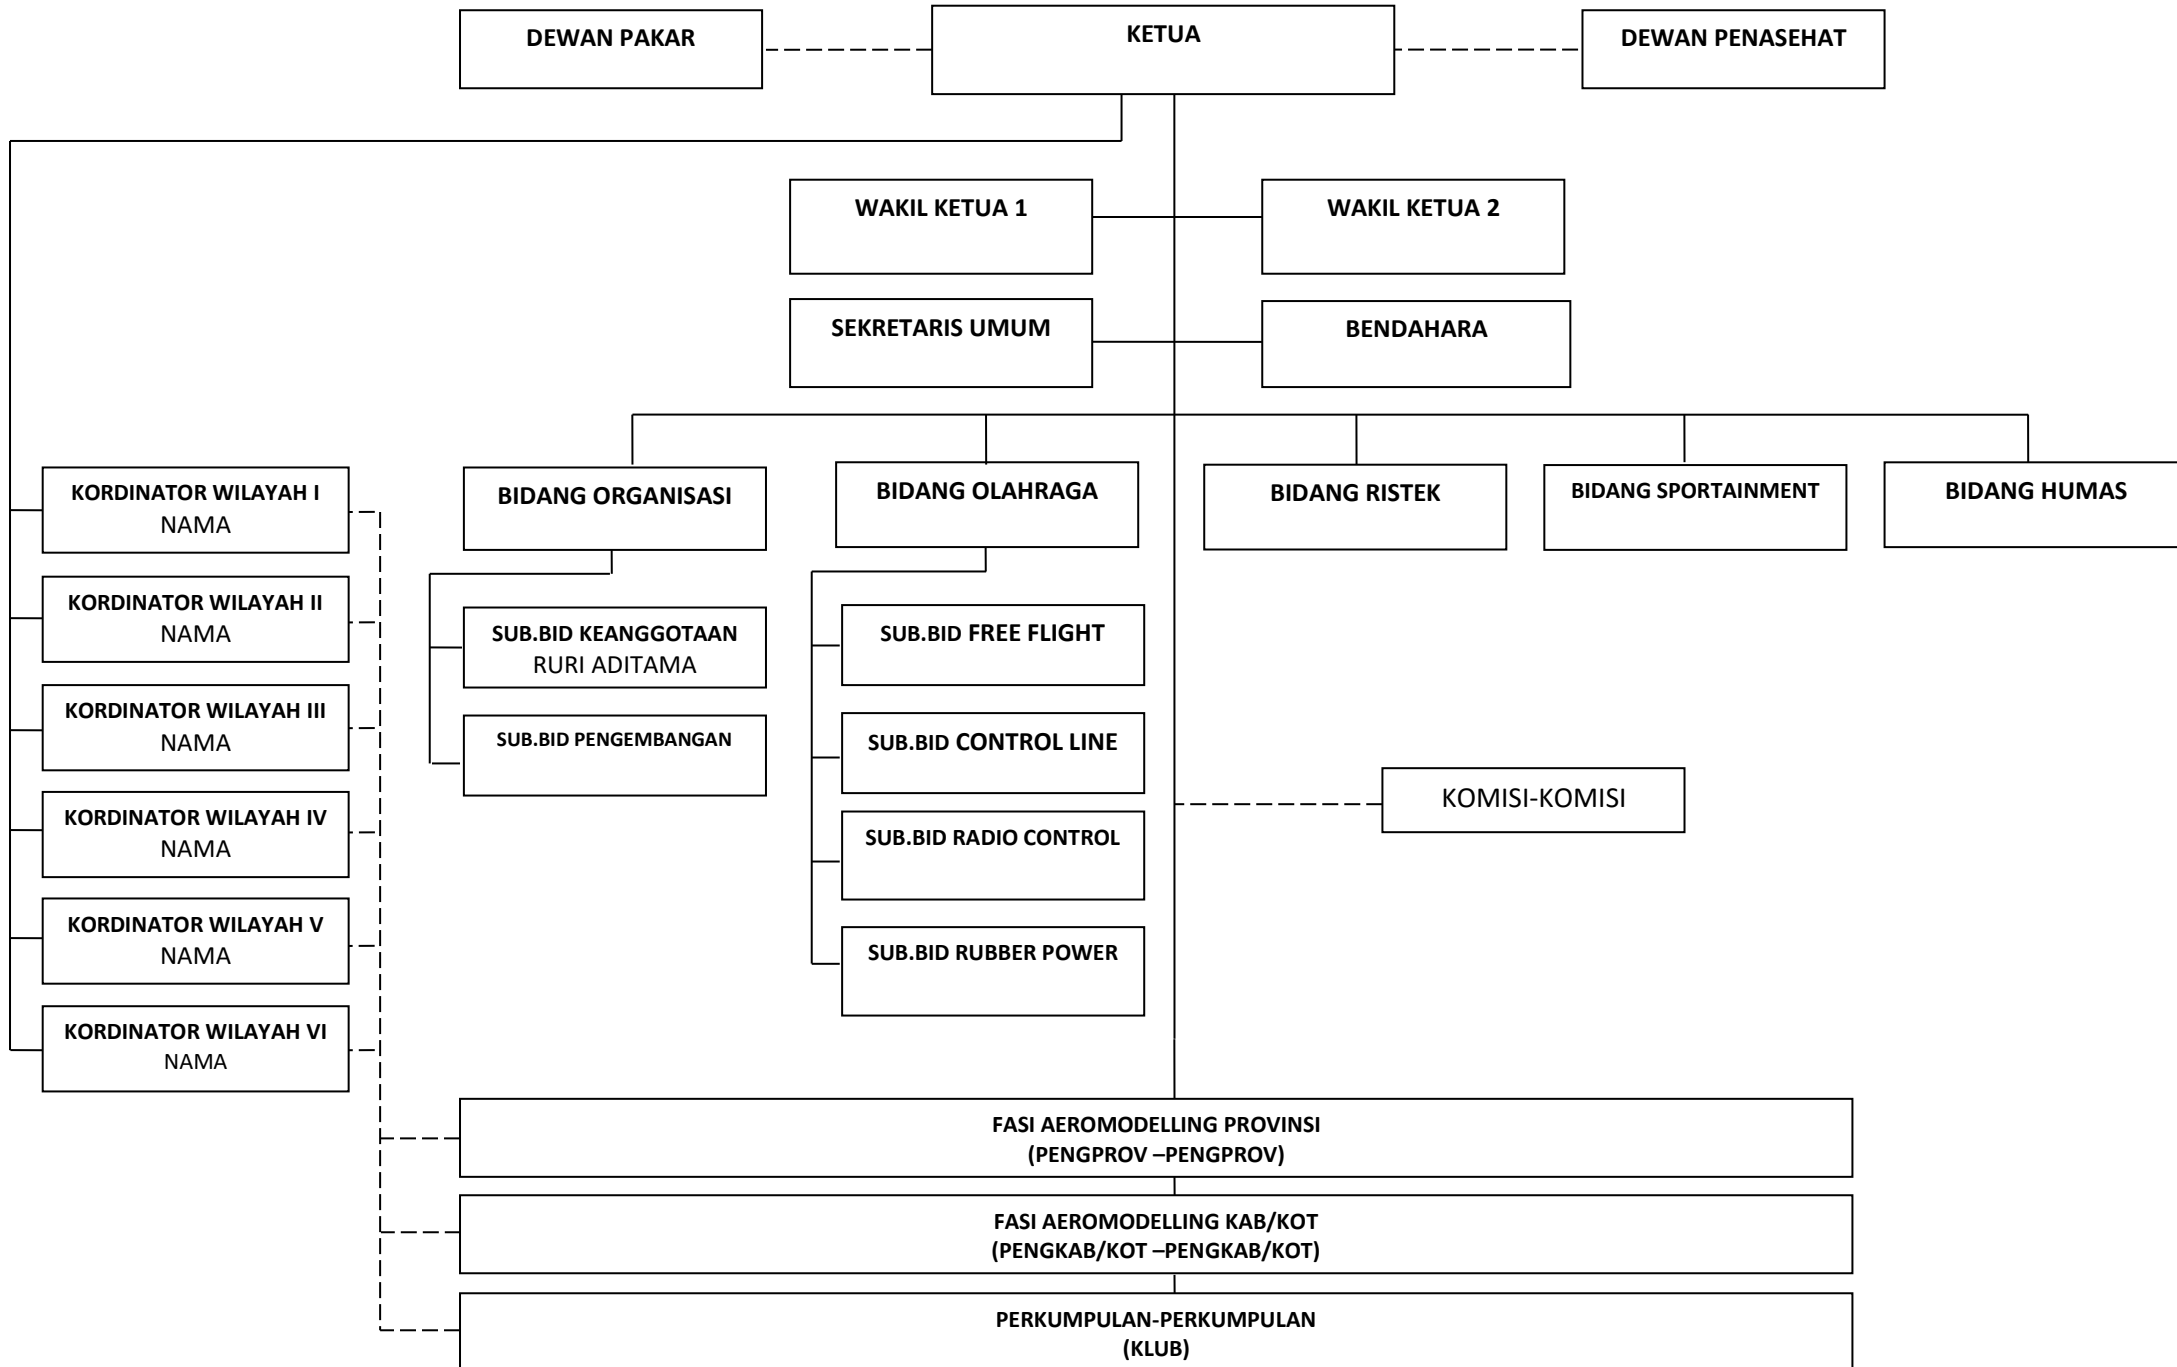 DEWAN PAKAR
KETUA
DEWAN PENASEHAT
WAKIL KETUA 1
WAKIL KETUA 2
SEKRETARIS UMUM
BENDAHARA
KORDINATOR WILAYAH I
NAMA
KORDINATOR WILAYAH II
NAMA
KORDINATOR WILAYAH III
NAMA
KORDINATOR WILAYAH IV
NAMA
KORDINATOR WILAYAH V
NAMA
KORDINATOR WILAYAH VI
NAMA
BIDANG ORGANISASI
SUB.BID KEANGGOTAAN
RURI ADITAMA
SUB.BID PENGEMBANGAN
BIDANG OLAHRAGA
SUB.BID FREE FLIGHT
SUB.BID CONTROL LINE
SUB.BID RADIO CONTROL
SUB.BID RUBBER POWER
BIDANG RISTEK
BIDANG SPORTAINMENT
BIDANG HUMAS
KOMISI-KOMISI
FASI AEROMODELLING PROVINSI
(PENGPROV –PENGPROV)
FASI AEROMODELLING KAB/KOT
(PENGKAB/KOT –PENGKAB/KOT)
PERKUMPULAN-PERKUMPULAN
(KLUB)